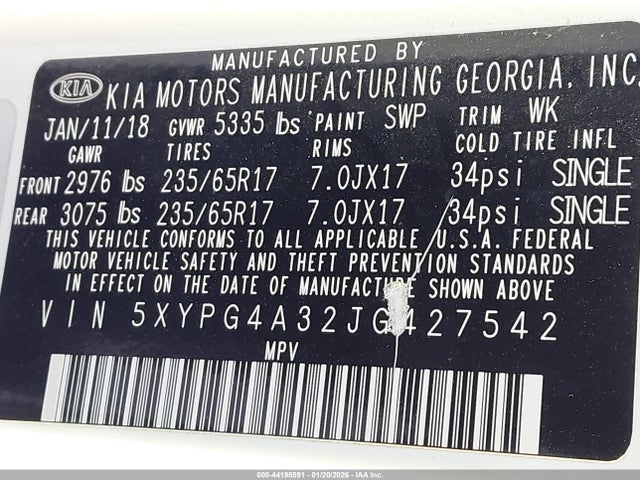 MANUFACTURED BY
KIA KIA MOTORS MANUFACTURING GEORGIA, INC
JAN/11/18 GVWR 5335 lbs PAINT SWP TRIM WK
GAWR TIRES RIMS COLD TIRE INFL
FRONT 2976 lbs 235/65R17 7.0JX17 34psi SINGLE
REAR 3075 lbs 235/65R17 7.0JX17 34psi SINGLE
THIS VEHICLE CONFORMS TO ALL APPLICABLE U.S.A. FEDERAL
MOTOR VEHICLE SAFETY AND THEFT PREVENTION STANDARDS
IN EFFECT ON THE DATE OF MANUFACTURE SHOWN ABOVE
VIN 5XYPG4A32JG427542
MPV
000-44198591 - 01/20/2026 - IAA Inc.